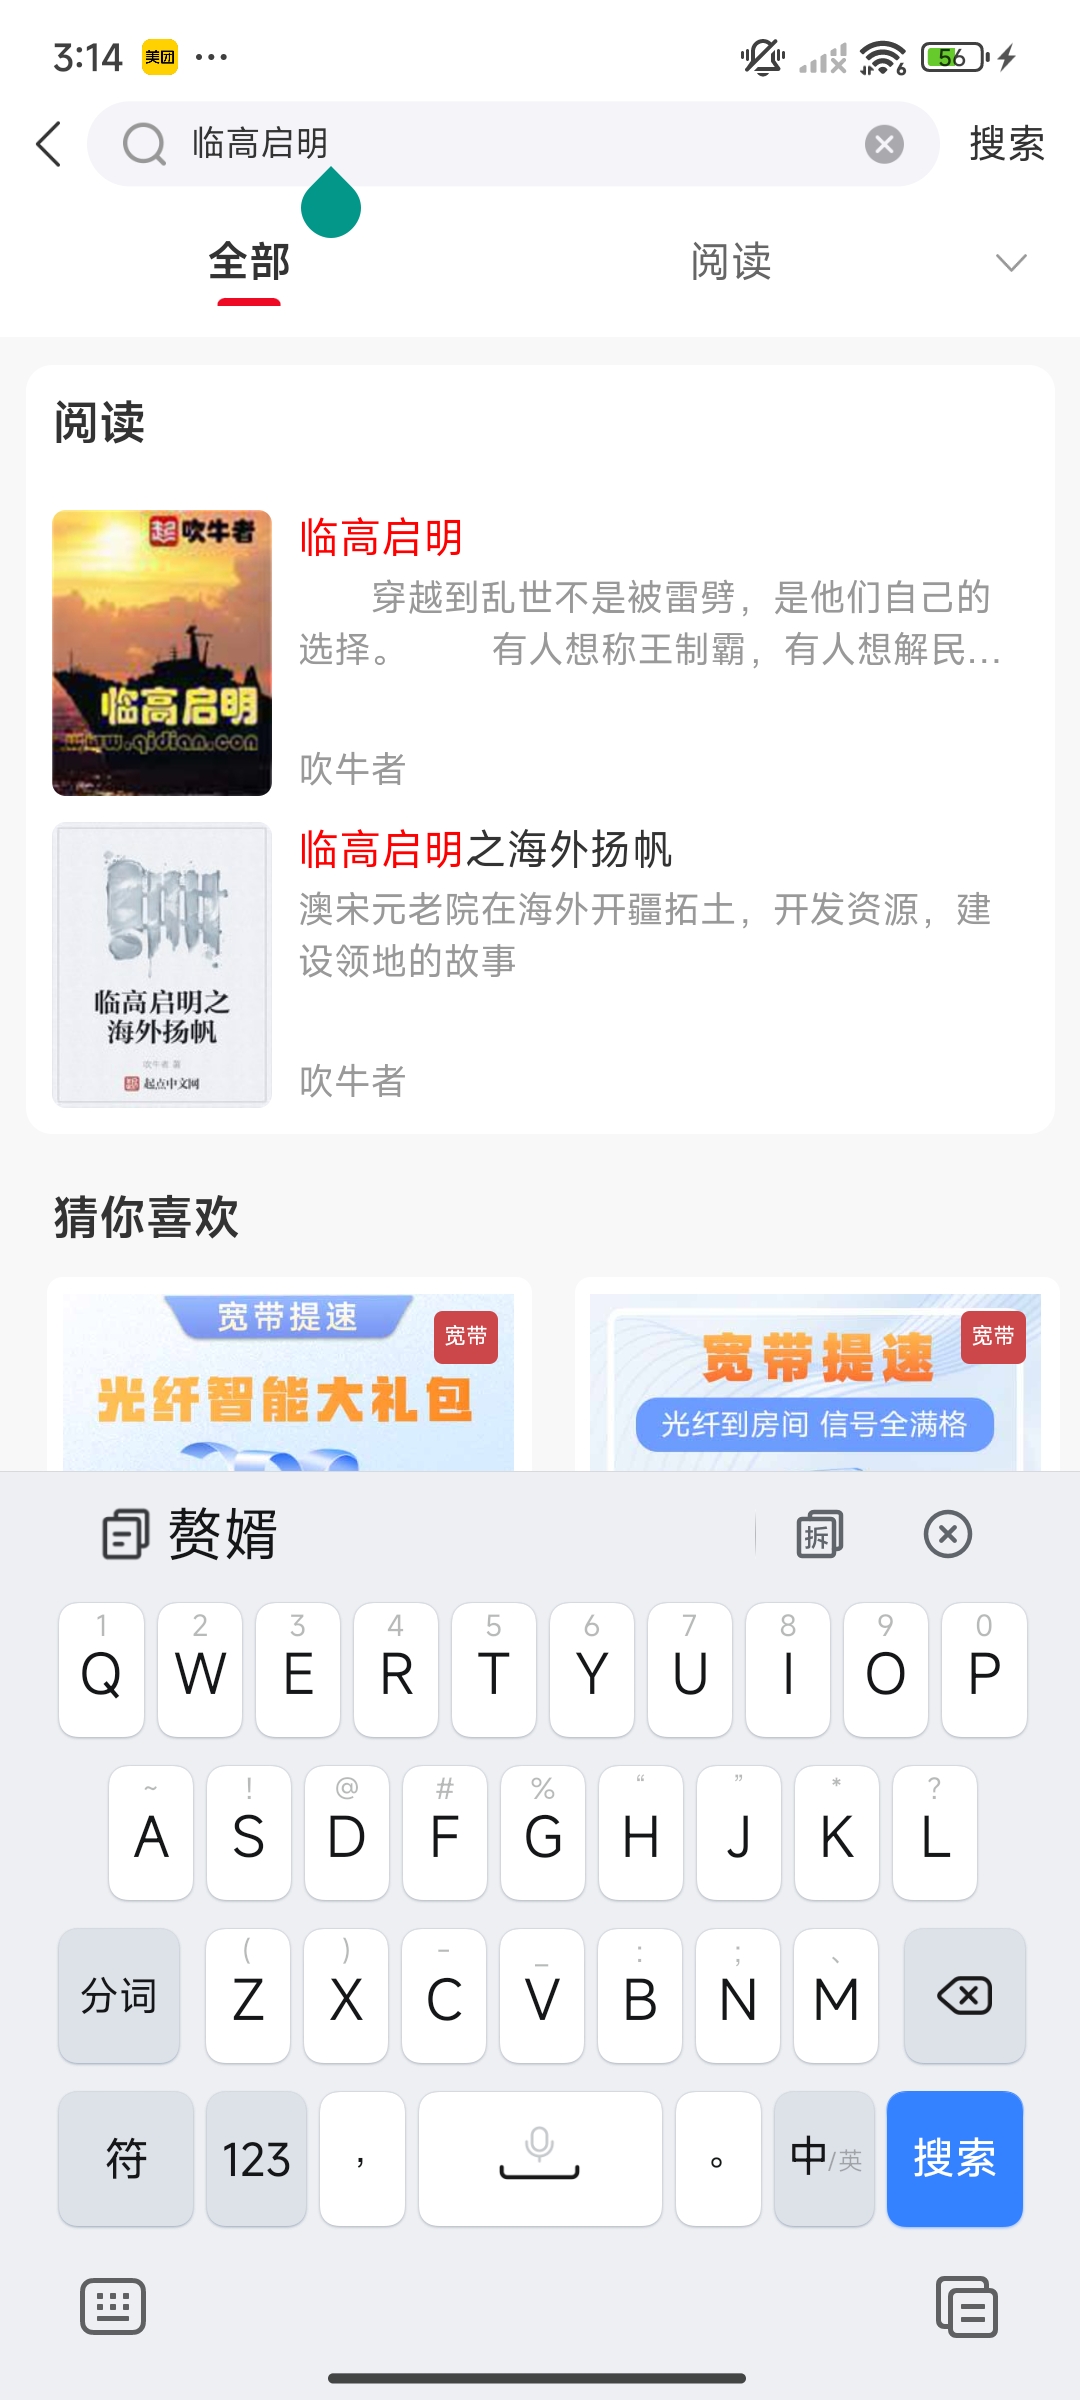 3:14 美团 ... 6 56
临高启明 搜索
全部 阅读
阅读
起 吹牛者
临高启明
www.qidian.com
临高启明
穿越到乱世不是被雷劈，是他们自己的
选择。 有人想称王制霸，有人想解民...
吹牛者
临高启明之
海外扬帆
吹牛者 著
起点中文网
临高启明之海外扬帆
澳宋元老院在海外开疆拓土，开发资源，建
设领地的故事
吹牛者
猜你喜欢
宽带提速
宽带
光纤智能大礼包
宽带提速
宽带
光纤到房间 信号全满格
赘婿 拆
1 2 3 4 5 6 7 8 9 0
Q W E R T Y U I O P
~ ! @ # % “ ” * ?
A S D F G H J K L
( ) - _ : ; 、
分词 Z X C V B N M
符 123 , 。 中/英 搜索